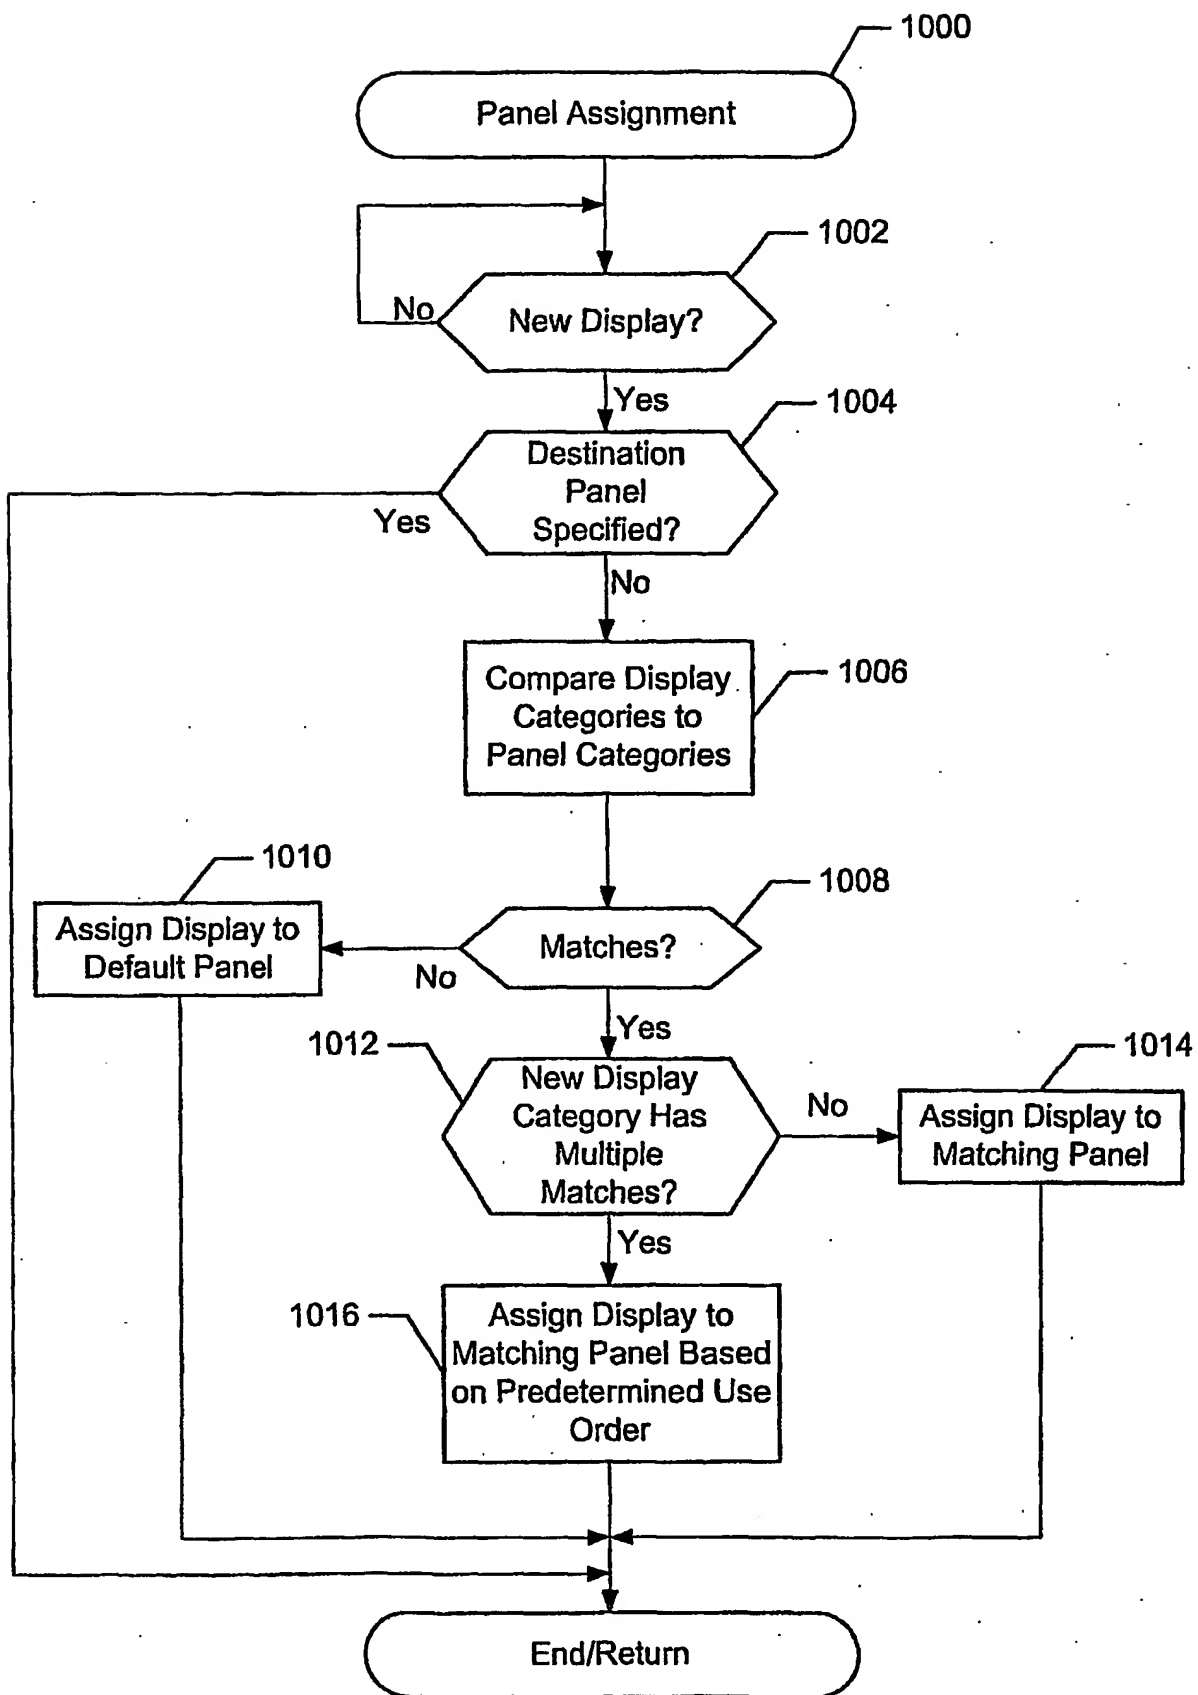 1000
Panel Assignment
1002
No
New Display?
Yes
1004
Destination
Panel
Specified?
Yes
No
1006
Compare Display
Categories to
Panel Categories
1010
1008
Assign Display to
Default Panel
Matches?
No
Yes
1012
1014
New Display
Category Has
Multiple
Matches?
No
Assign Display to
Matching Panel
Yes
1016
Assign Display to
Matching Panel Based
on Predetermined Use
Order
End/Return